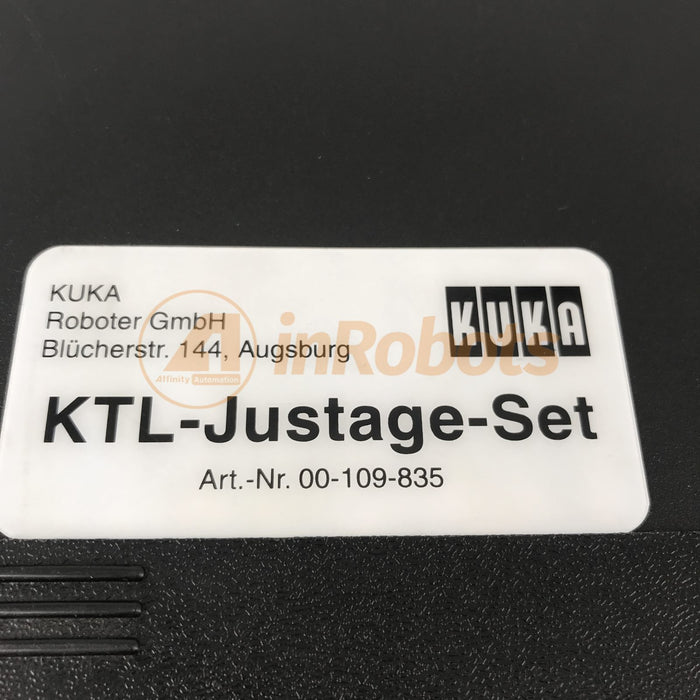 KUKA
Roboter GmbH
Blücherstr. 144, Augsburg
KUKA
A inRobots
Affinity Automation
KTL-Justage-Set
Art.-Nr. 00-109-835